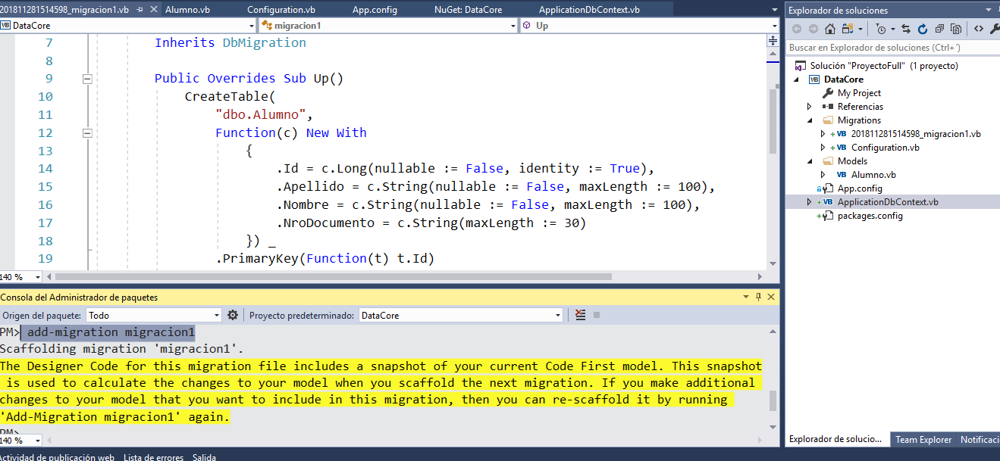 201811281514598_migracion1.vb Alumno.vb Configuration.vb App.config NuGet: DataCore ApplicationDbContext.vb
VB DataCore migracion1 Up
7 Inherits DbMigration
8
9 Public Overrides Sub Up()
10 CreateTable(
11 "dbo.Alumno",
12 Function(c) New With
13 {
14 .Id = c.Long(nullable := False, identity := True),
15 .Apellido = c.String(nullable := False, maxLength := 100),
16 .Nombre = c.String(nullable := False, maxLength := 100),
17 .NroDocumento = c.String(maxLength := 30)
18 }) _
19 .PrimaryKey(Function(t) t.Id)
140 %
Consola del Administrador de paquetes
Origen del paquete: Todo Proyecto predeterminado: DataCore
PM> add-migration migracion1
Scaffolding migration 'migracion1'.
The Designer Code for this migration file includes a snapshot of your current Code First model. This snapshot
is used to calculate the changes to your model when you scaffold the next migration. If you make additional
changes to your model that you want to include in this migration, then you can re-scaffold it by running
'Add-Migration migracion1' again.
PM>
140 %
Actividad de publicación web Lista de errores Salida
Explorador de soluciones
Buscar en Explorador de soluciones (Ctrl+´)
Solución "ProyectoFull" (1 proyecto)
VB DataCore
My Project
Referencias
Migrations
+ VB 201811281514598_migracion1.vb
+ VB Configuration.vb
Models
VB Alumno.vb
App.config
+ VB ApplicationDbContext.vb
+ packages.config
Explorador de solucio... Team Explorer